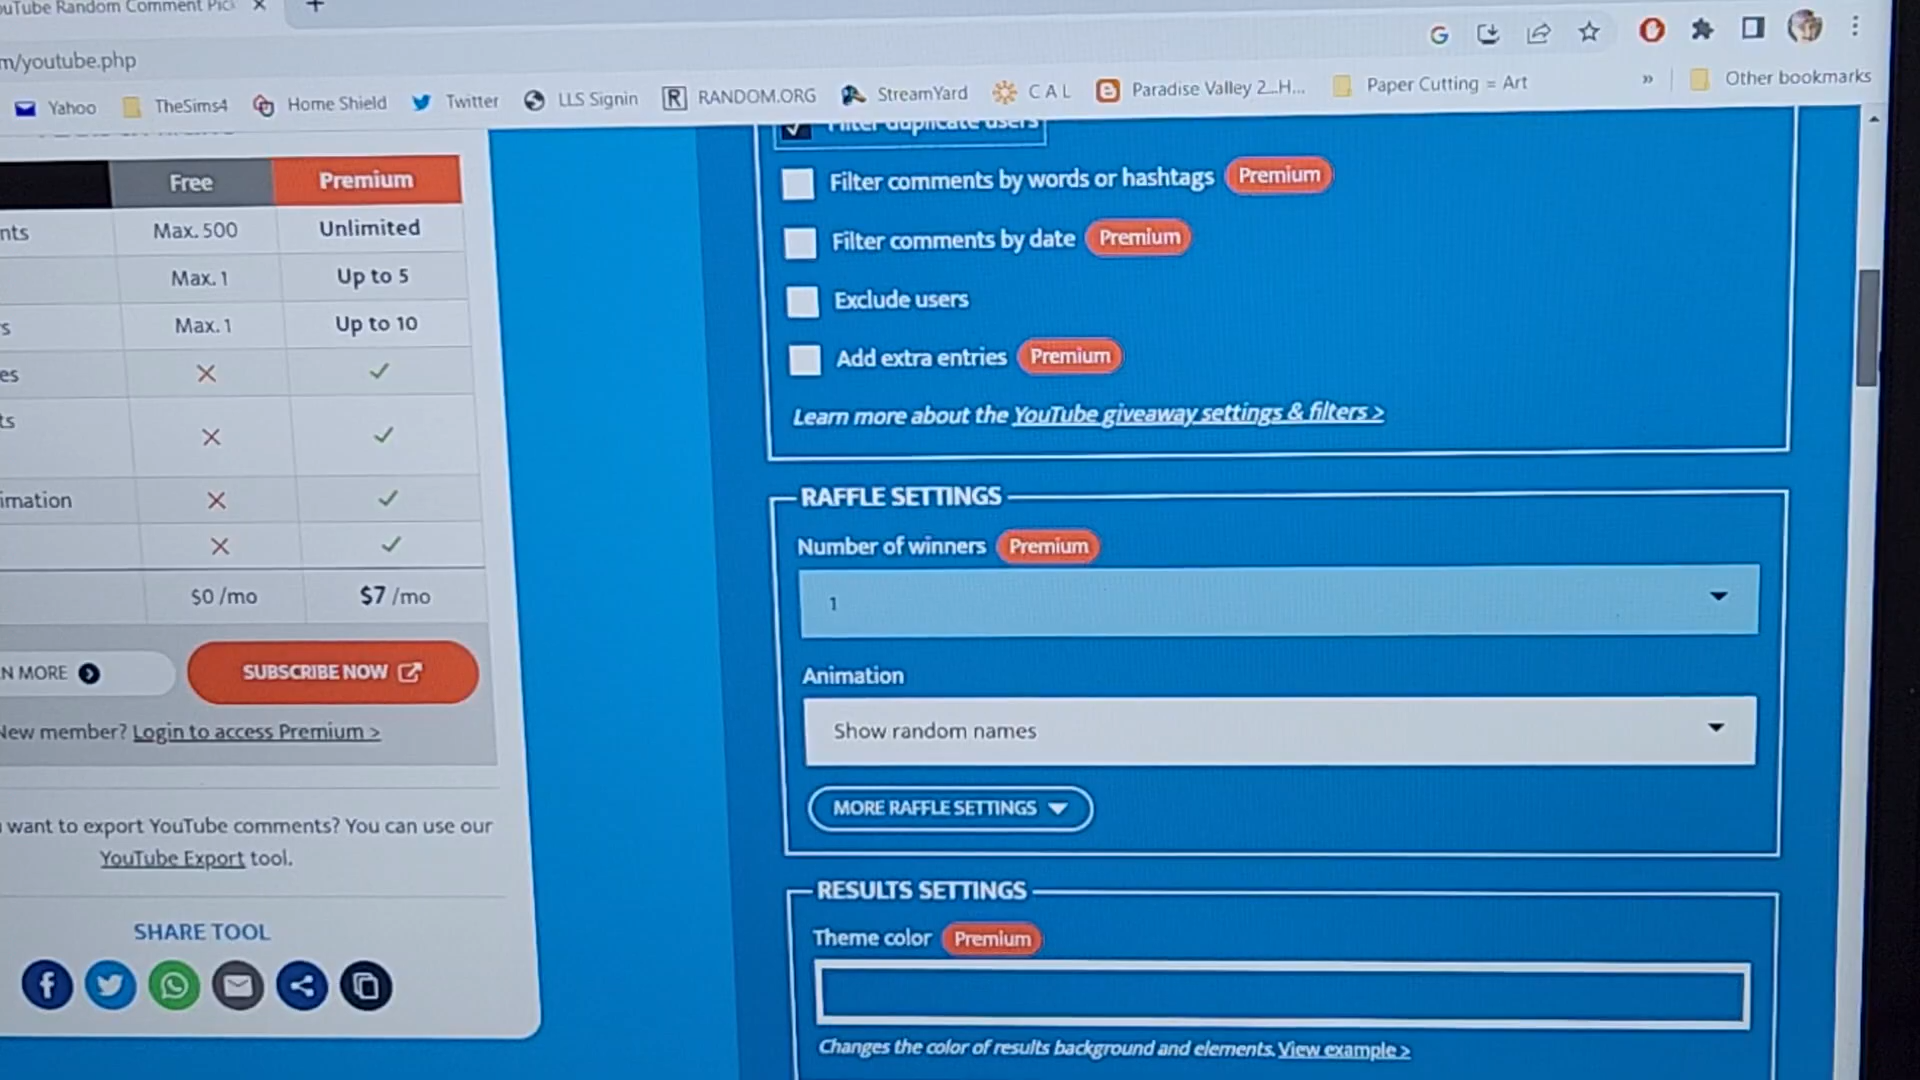 YouTube Random Comment Pick
m/youtube.php
Yahoo TheSims4 Home Shield Twitter LLS Signin R RANDOM.ORG StreamYard C A L Paradise Valley 2...H... Paper Cutting = Art » Other bookmarks
Free Premium
nts Max. 500 Unlimited
Max. 1 Up to 5
s Max. 1 Up to 10
es
ts
imation
$0 /mo $7 /mo
N MORE SUBSCRIBE NOW
New member? Login to access Premium >
want to export YouTube comments? You can use our
YouTube Export tool.
SHARE TOOL
Filter duplicate users
Filter comments by words or hashtags Premium
Filter comments by date Premium
Exclude users
Add extra entries Premium
Learn more about the YouTube giveaway settings & filters >
RAFFLE SETTINGS
Number of winners Premium
1
Animation
Show random names
MORE RAFFLE SETTINGS
RESULTS SETTINGS
Theme color Premium
Changes the color of results background and elements. View example >